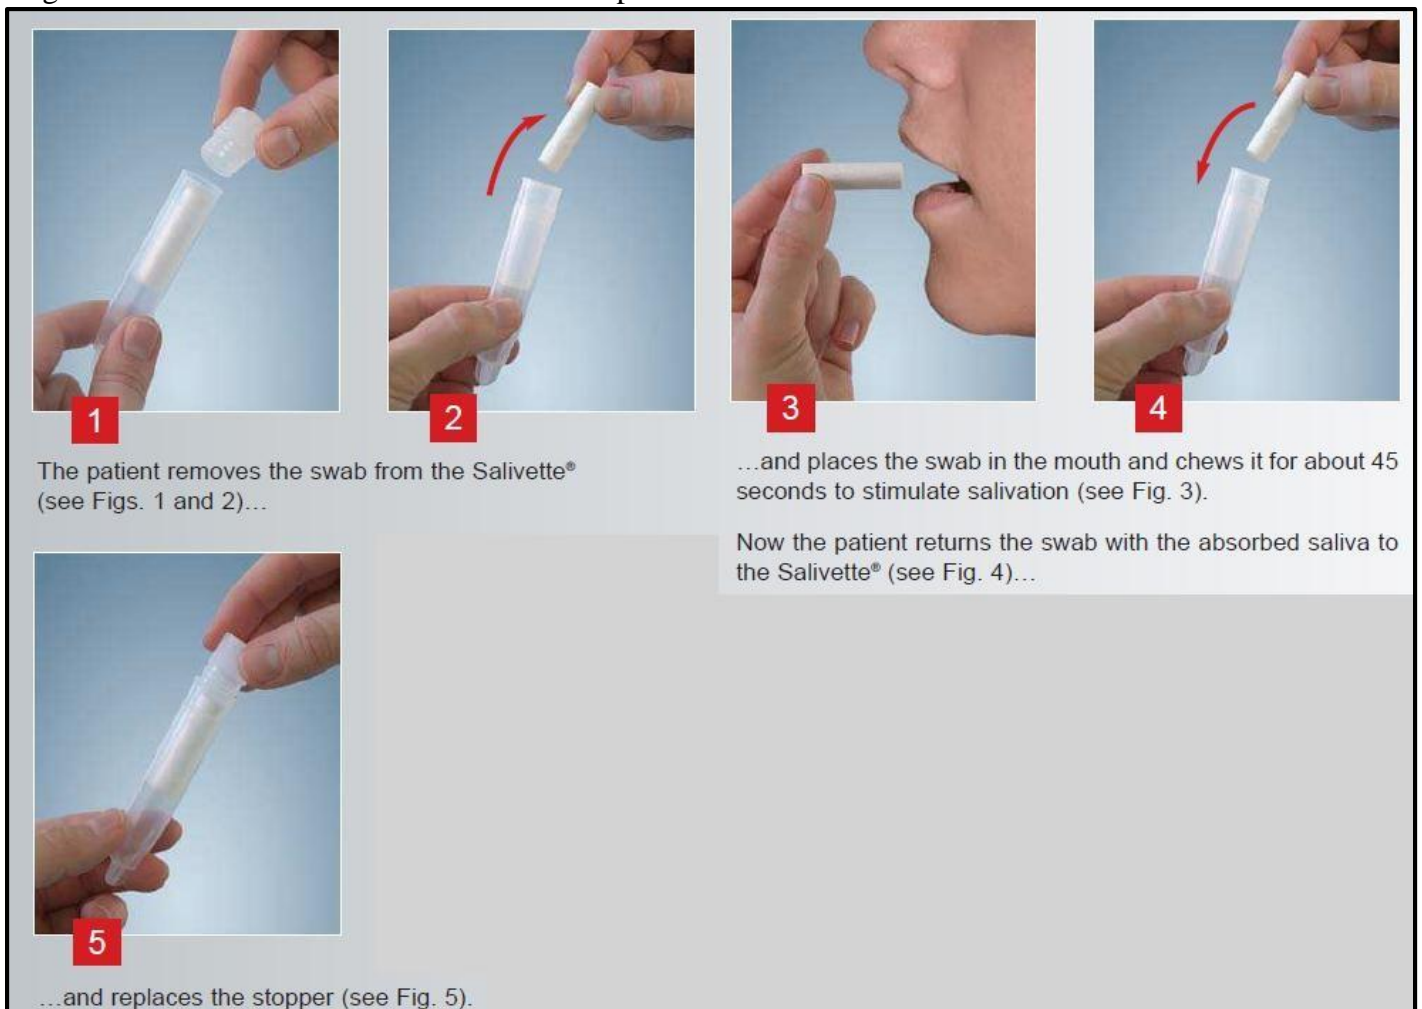 1
2
3
4
The patient removes the swab from the Salivette®
(see Figs. 1 and 2)…
…and places the swab in the mouth and chews it for about 45
seconds to stimulate salivation (see Fig. 3).
Now the patient returns the swab with the absorbed saliva to
the Salivette® (see Fig. 4)…
5
…and replaces the stopper (see Fig. 5).